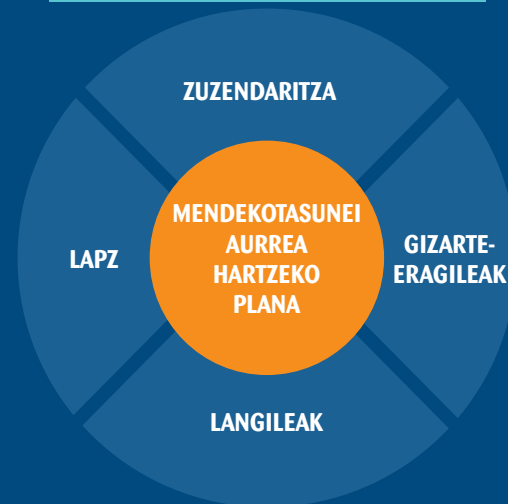 ZUZENDARITZA
MENDEKOTASUNEI
AURREA
HARTZEKO
PLANA
LAPZ
GIZARTE-
ERAGILEAK
LANGILEAK